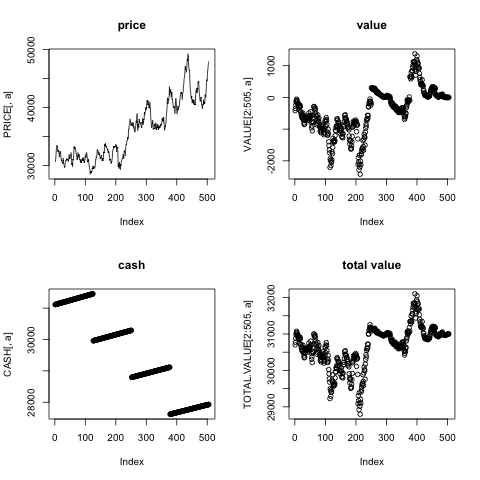 price
value
PRICE[, a]
30000
40000
50000
VALUE[2:505, a]
-2000
0
1000
0 100 200 300 400 500
0 100 200 300 400 500
Index
Index
cash
total value
CASH[, a]
28000
30000
TOTAL.VALUE[2:505, a]
29000
30000
31000
32000
0 100 200 300 400 500
0 100 200 300 400 500
Index
Index